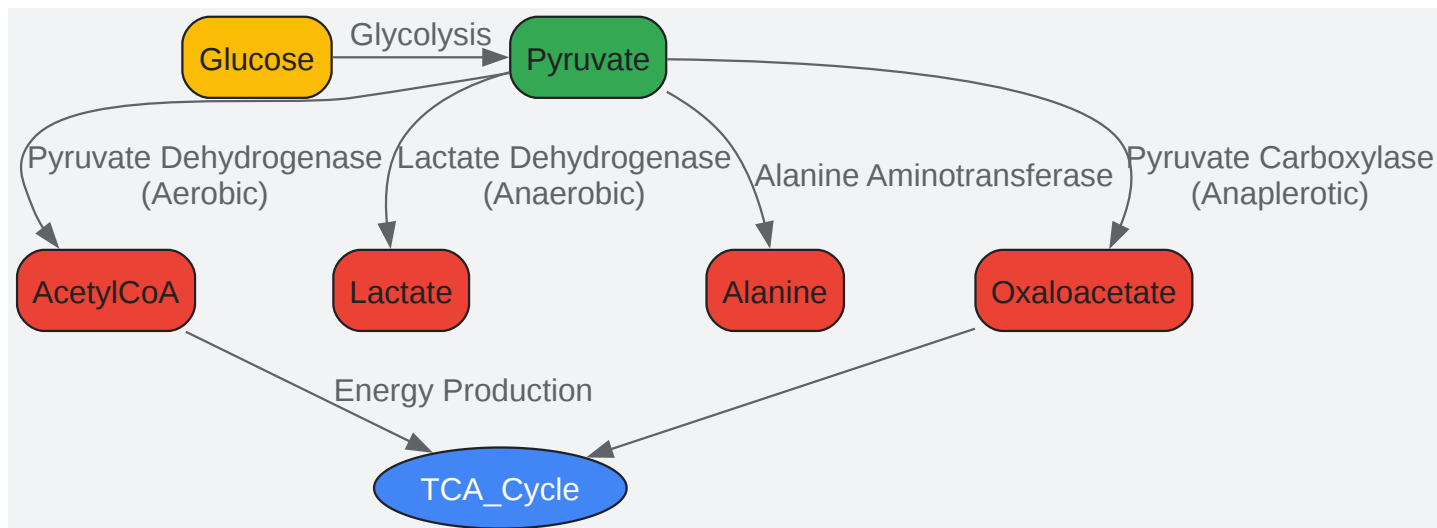 Glycolysis
Glucose
Pyruvate
Pyruvate Dehydrogenase
(Aerobic)
Lactate Dehydrogenase
(Anaerobic)
Alanine Aminotransferase
Pyruvate Carboxylase
(Anaplerotic)
AcetylCoA
Lactate
Alanine
Oxaloacetate
Energy Production
TCA_Cycle